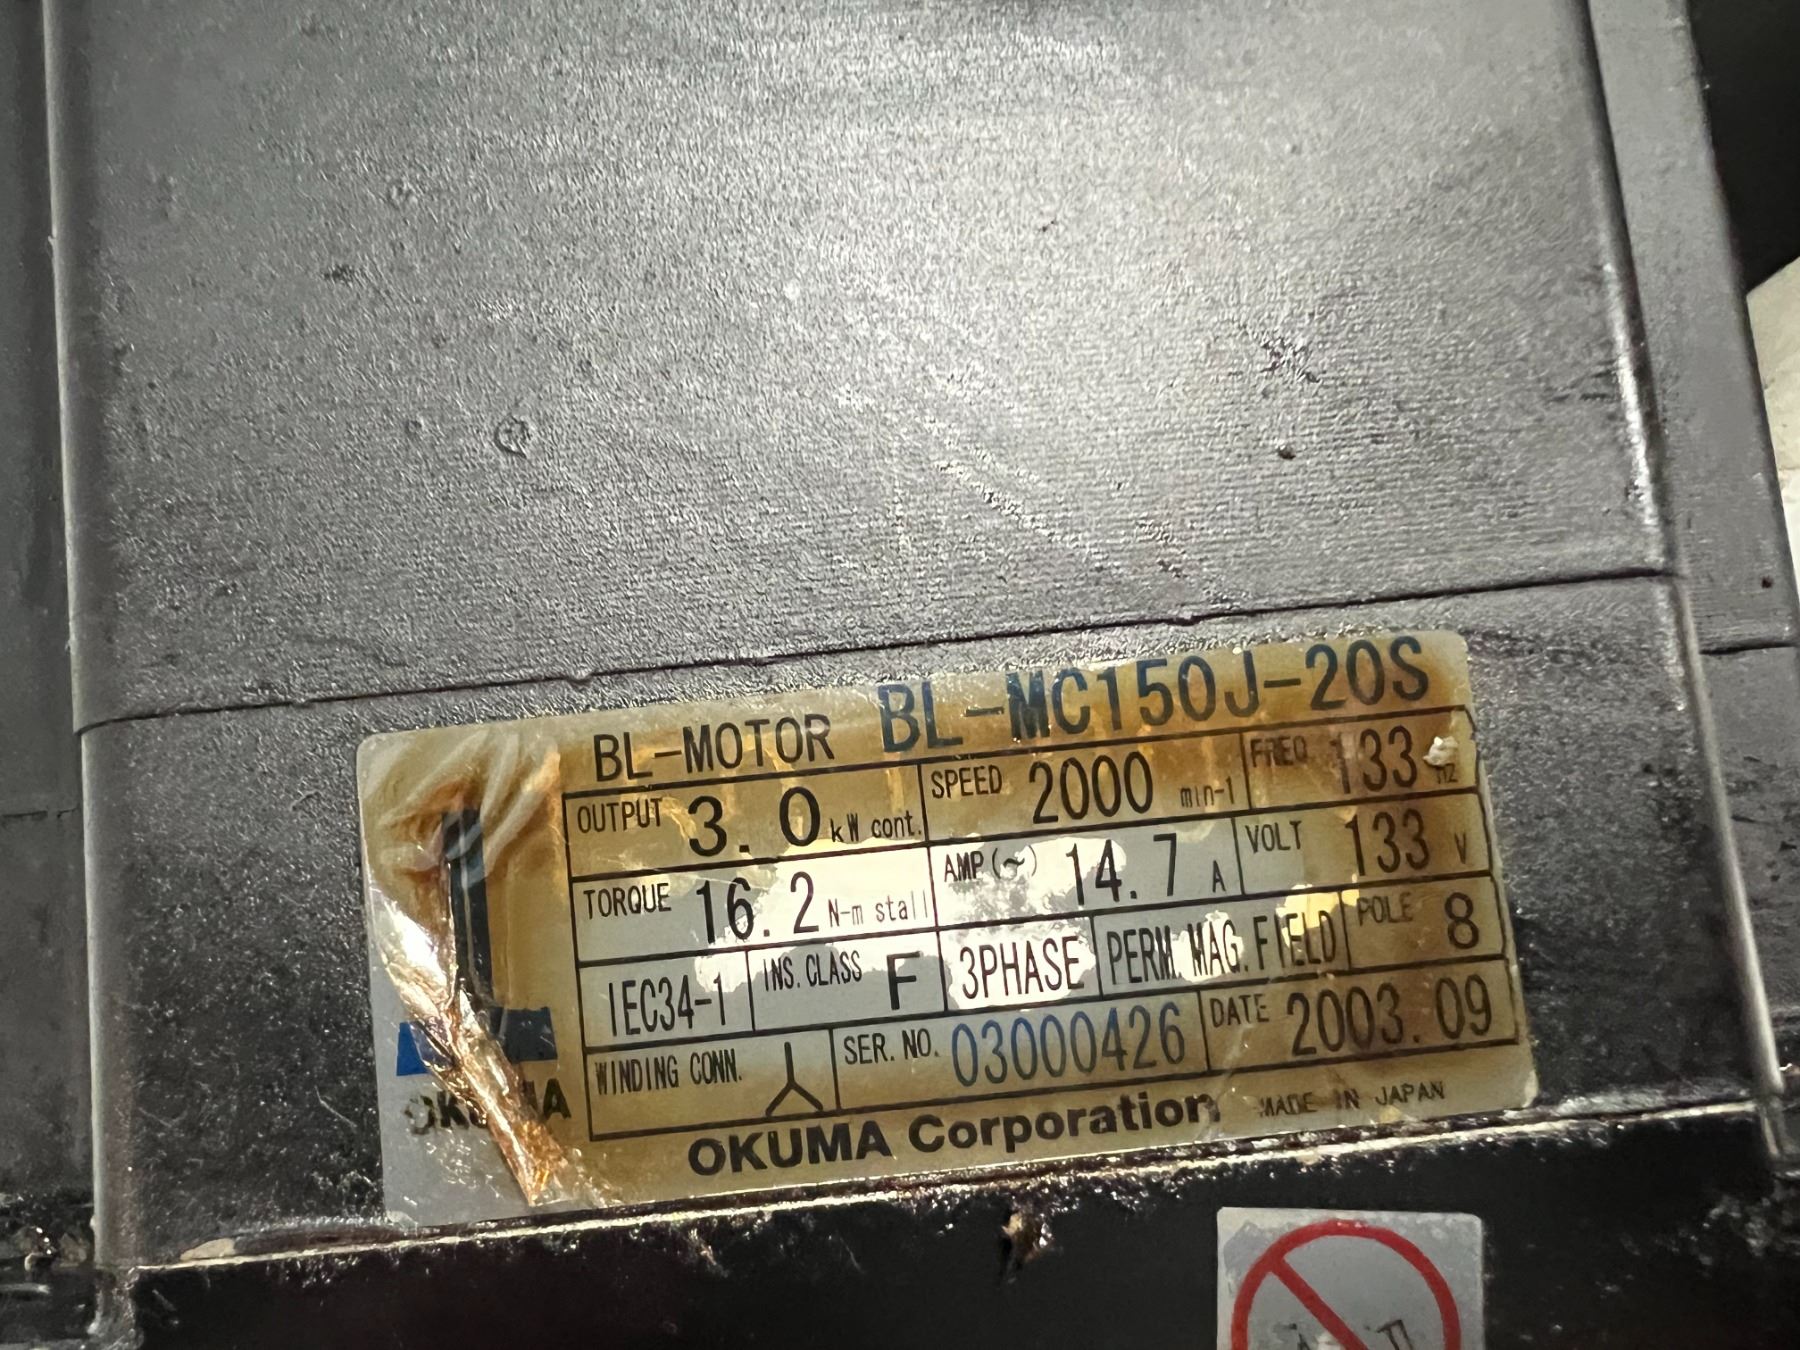 BL-MOTOR BL-MC150J-20S
OUTPUT 3.0 kW cont. SPEED 2000 min-1 FREQ 133 Hz
TORQUE 16.2 N-m stall AMP(~) 14.7 A VOLT 133 V
IEC34-1 INS. CLASS F 3PHASE PERM. MAG. FIELD POLE 8
WINDING CONN. SER. NO. 03000426 DATE 2003.09
OKUMA
OKUMA Corporation MADE IN JAPAN